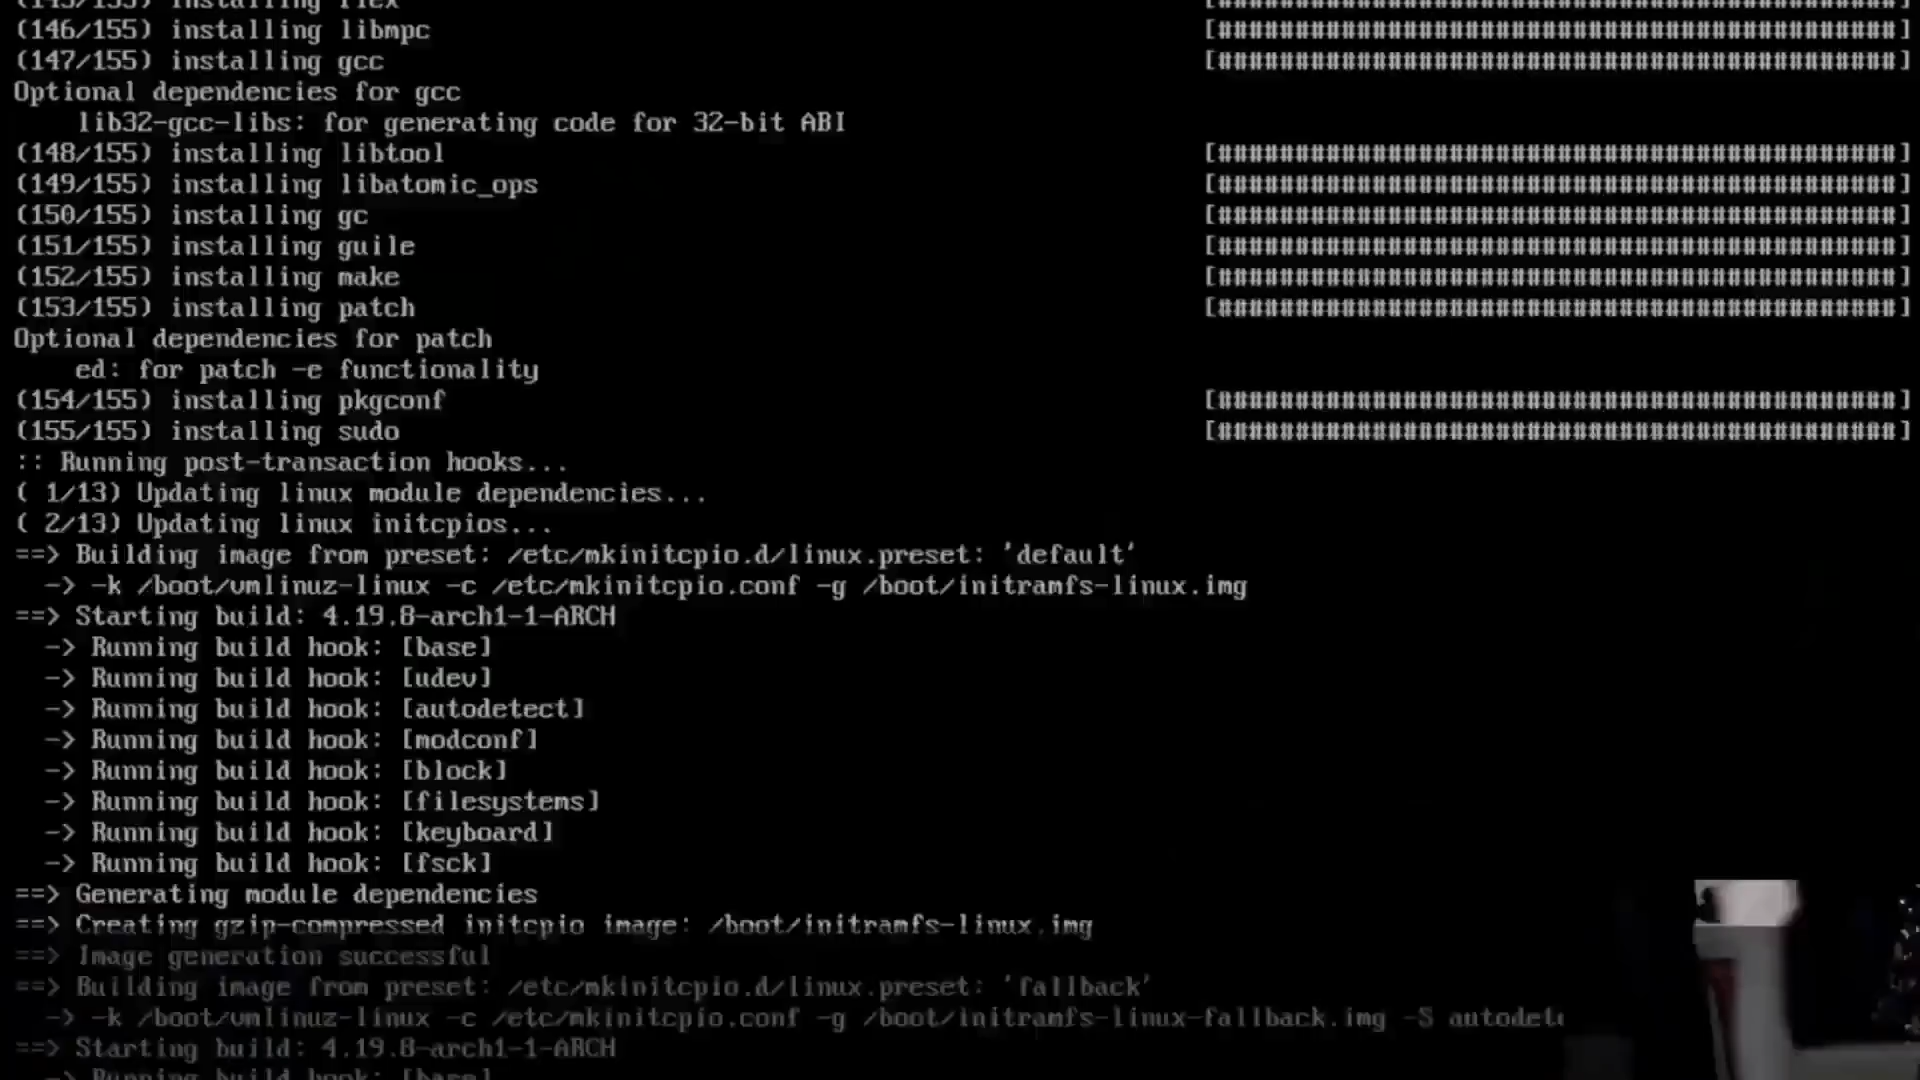 (145/155) installing flex [############################################]
(146/155) installing libmpc [############################################]
(147/155) installing gcc [############################################]
Optional dependencies for gcc
lib32-gcc-libs: for generating code for 32-bit ABI
(148/155) installing libtool [############################################]
(149/155) installing libatomic_ops [############################################]
(150/155) installing gc [############################################]
(151/155) installing guile [############################################]
(152/155) installing make [############################################]
(153/155) installing patch [############################################]
Optional dependencies for patch
ed: for patch -e functionality
(154/155) installing pkgconf [############################################]
(155/155) installing sudo [############################################]
:: Running post-transaction hooks...
( 1/13) Updating linux module dependencies...
( 2/13) Updating linux initcpios...
==> Building image from preset: /etc/mkinitcpio.d/linux.preset: 'default'
-> -k /boot/vmlinuz-linux -c /etc/mkinitcpio.conf -g /boot/initramfs-linux.img
==> Starting build: 4.19.8-arch1-1-ARCH
-> Running build hook: [base]
-> Running build hook: [udev]
-> Running build hook: [autodetect]
-> Running build hook: [modconf]
-> Running build hook: [block]
-> Running build hook: [filesystems]
-> Running build hook: [keyboard]
-> Running build hook: [fsck]
==> Generating module dependencies
==> Creating gzip-compressed initcpio image: /boot/initramfs-linux.img
==> Image generation successful
==> Building image from preset: /etc/mkinitcpio.d/linux.preset: 'fallback'
-> -k /boot/vmlinuz-linux -c /etc/mkinitcpio.conf -g /boot/initramfs-linux-fallback.img -S
==> Starting build: 4.19.8-arch1-1-ARCH
-> Running build hook: [base]